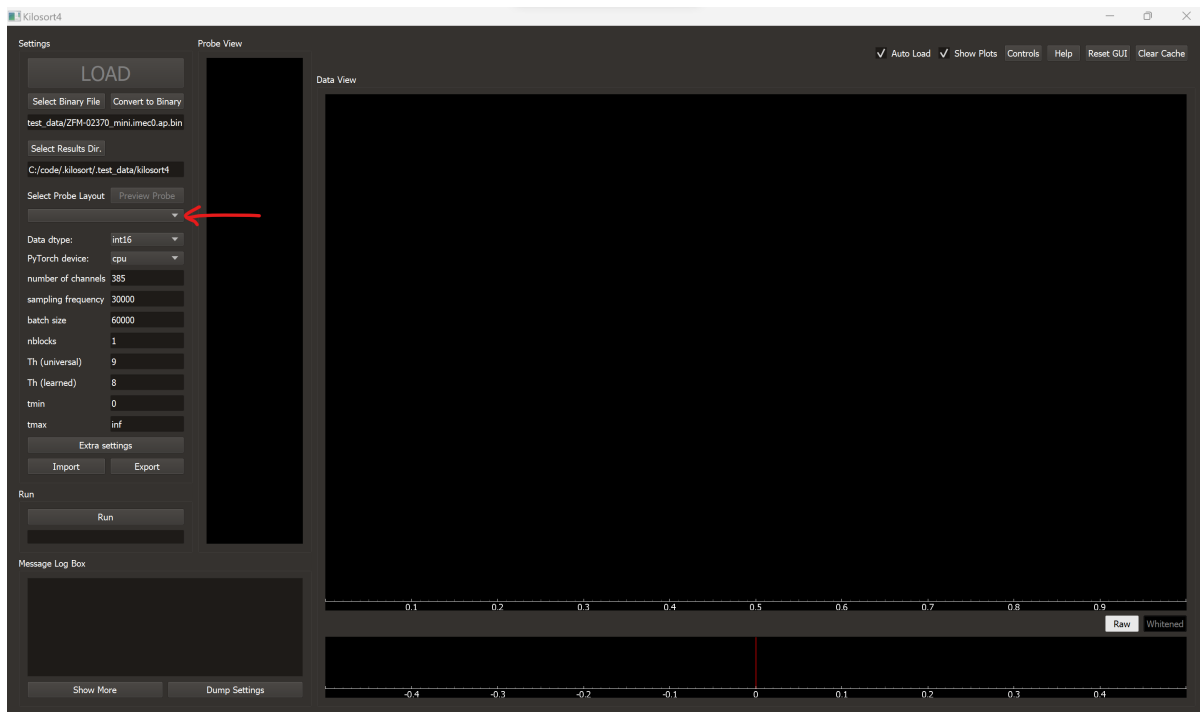 Kilosort4
Settings
LOAD
Select Binary File Convert to Binary
test_data/ZFM-02370_mini.imec0.ap.bin
Select Results Dir.
C:/code/.kilosort/.test_data/kilosort4
Select Probe Layout Preview Probe
Data dtype: int16
PyTorch device: cpu
number of channels 385
sampling frequency 30000
batch size 60000
nblocks 1
Th (universal) 9
Th (learned) 8
tmin 0
tmax inf
Extra settings
Import Export
Run
Run
Message Log Box
Show More Dump Settings
Probe View
Auto Load Show Plots Controls Help Reset GUI Clear Cache
Data View
0.1 0.2 0.3 0.4 0.5 0.6 0.7 0.8 0.9
Raw Whitened
-0.4 -0.3 -0.2 -0.1 0 0.1 0.2 0.3 0.4